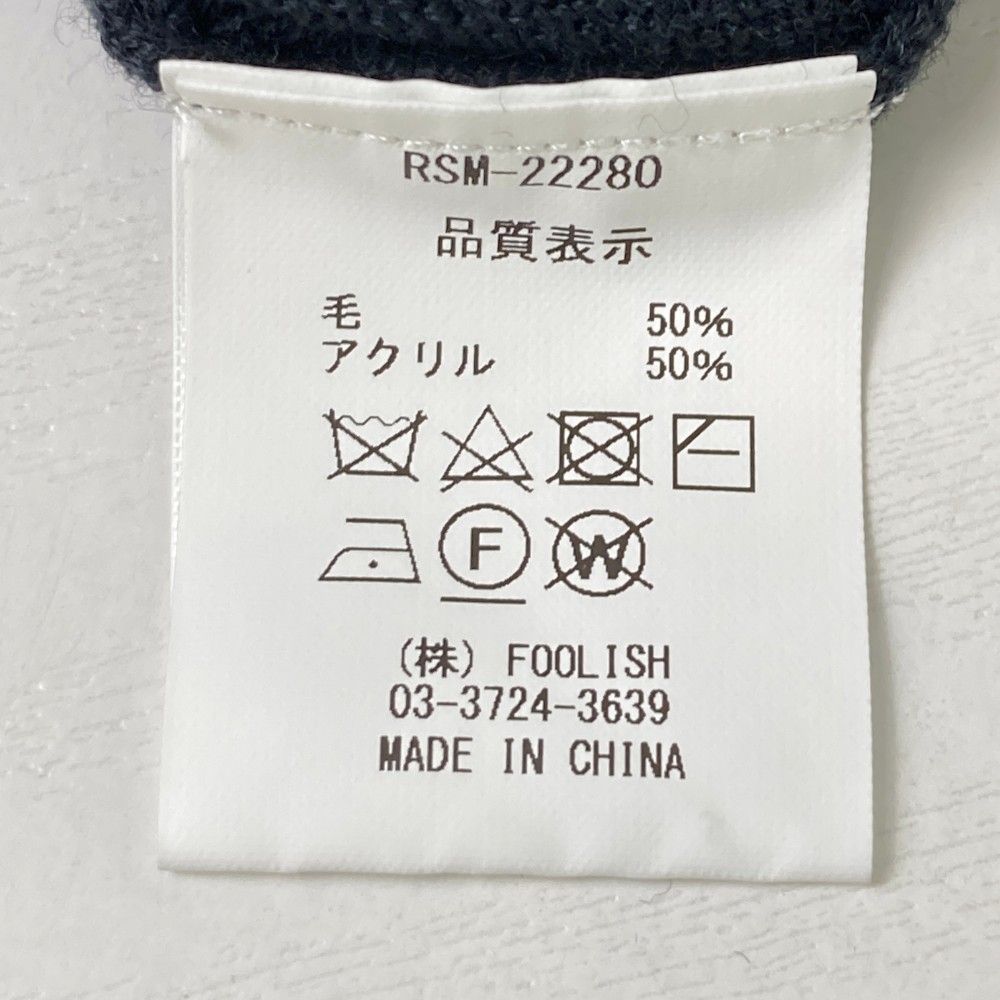 RSM-22280
品質表示
毛 50%
アクリル 50%
F W
(株) FOOLISH
03-3724-3639
MADE IN CHINA